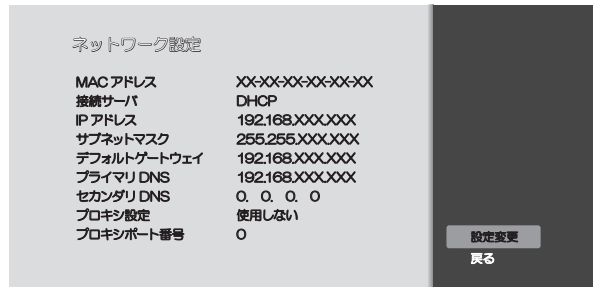 ネットワーク設定
MAC アドレス XX-XX-XX-XX-XX-XX
接続サーバ DHCP
IP アドレス 192.168.XXX.XXX
サブネットマスク 255.255.XXX.XXX
デフォルトゲートウェイ 192.168.XXX.XXX
プライマリ DNS 192.168.XXX.XXX
セカンダリ DNS 0. 0. 0. 0
プロキシ設定 使用しない
プロキシポート番号 0
設定変更
戻る